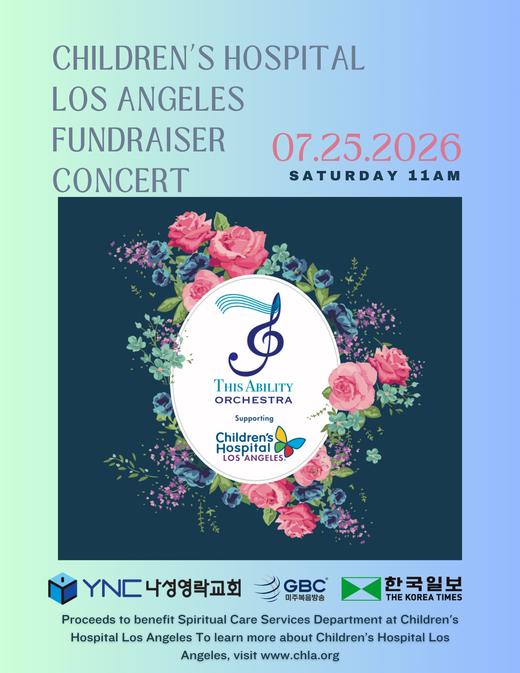 CHILDREN'S HOSPITAL
LOS ANGELES
FUNDRAISER
CONCERT
07.25.2026
SATURDAY 11AM
THIS ABILITY
ORCHESTRA
Supporting
Children's
Hospital
LOS ANGELES
YNC 나성영락교회
GBC
미주복음방송
한국일보
THE KOREA TIMES
Proceeds to benefit Spiritual Care Services Department at Children's
Hospital Los Angeles To learn more about Children's Hospital Los
Angeles, visit www.chla.org